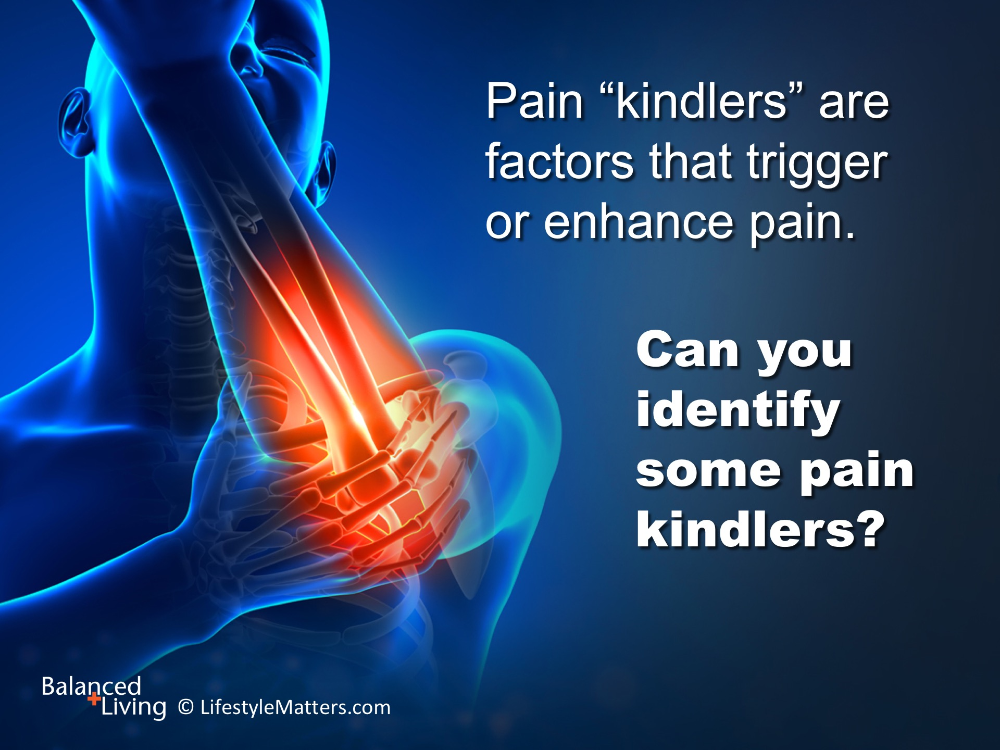 Pain “kindlers” are
factors that trigger
or enhance pain.
Can you
identify
some pain
kindlers?
Balanced
Living © LifestyleMatters.com